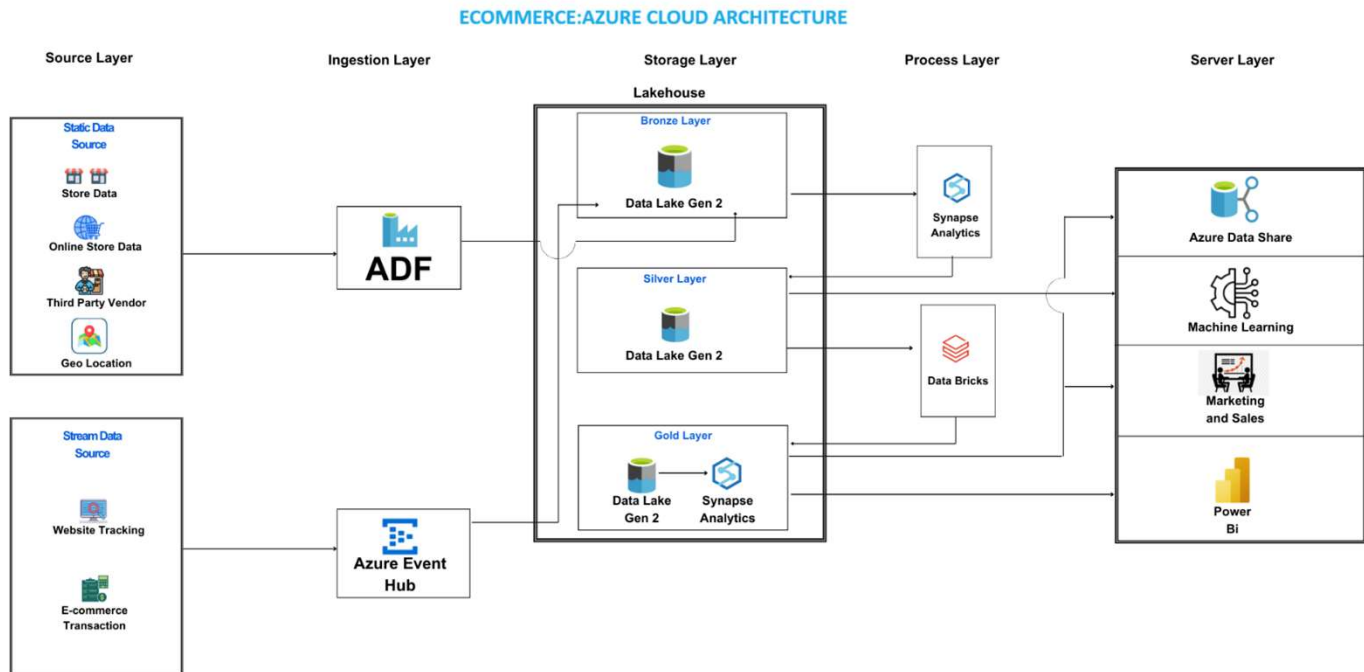 ECOMMERCE:AZURE CLOUD ARCHITECTURE
Source Layer
Ingestion Layer
Storage Layer
Process Layer
Server Layer
Lakehouse
Static Data
Source
Store Data
Online Store Data
Third Party Vendor
Geo Location
Stream Data
Source
Website Tracking
E-commerce
Transaction
ADF
Azure Event
Hub
Bronze Layer
Data Lake Gen 2
Silver Layer
Data Lake Gen 2
Gold Layer
Data Lake
Gen 2
Synapse
Analytics
Synapse
Analytics
Data Bricks
Azure Data Share
Machine Learning
Marketing
and Sales
Power
Bi